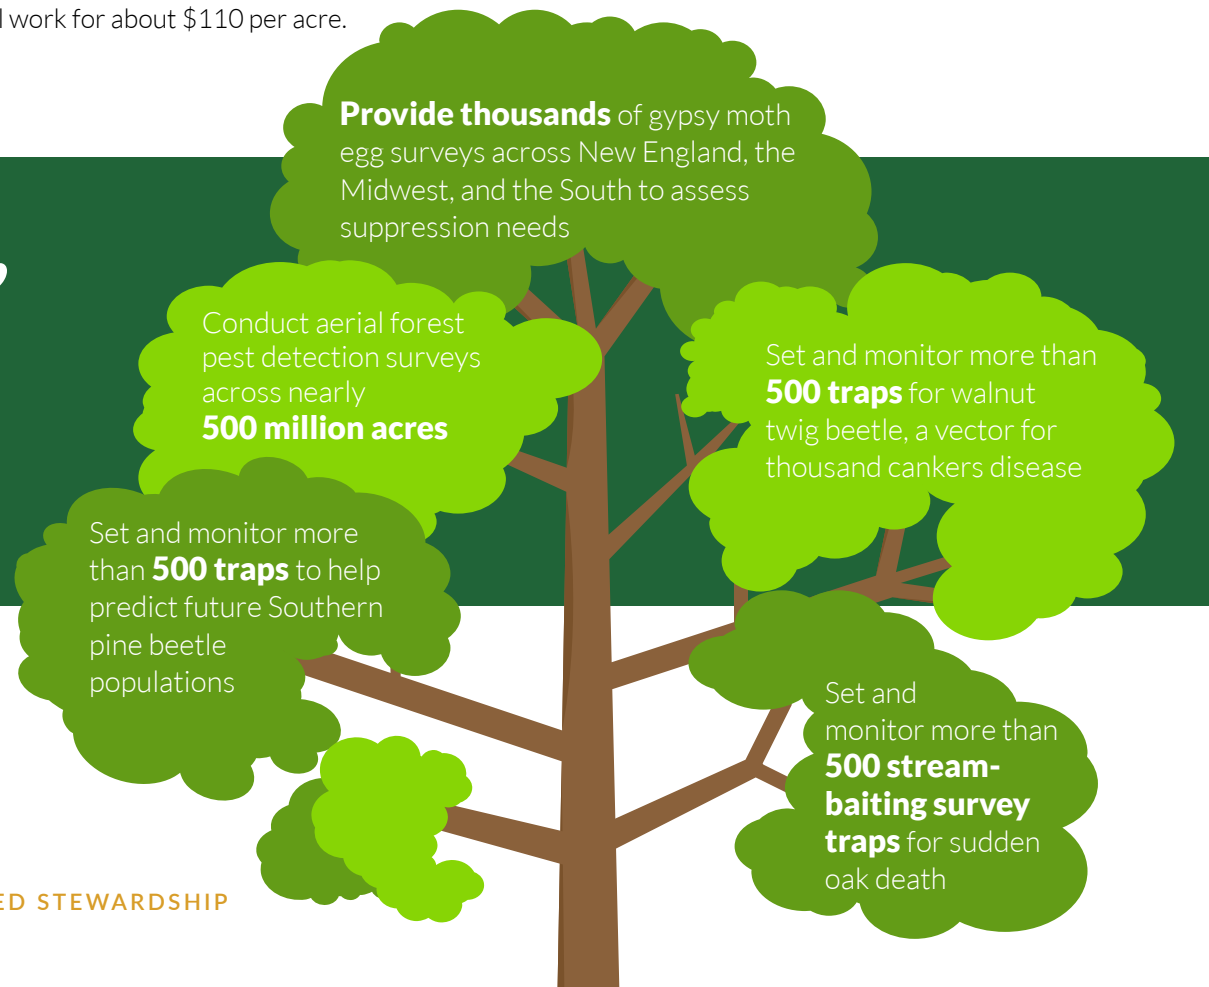 work for about $110 per acre.
Provide thousands of gypsy moth
egg surveys across New England, the
Midwest, and the South to assess
suppression needs
Conduct aerial forest
pest detection surveys
across nearly
500 million acres
Set and monitor more than
500 traps for walnut
twig beetle, a vector for
thousand cankers disease
Set and monitor more
than 500 traps to help
predict future Southern
pine beetle
populations
Set and
monitor more than
500 stream-
baiting survey
traps for sudden
oak death
ED STEWARDSHIP